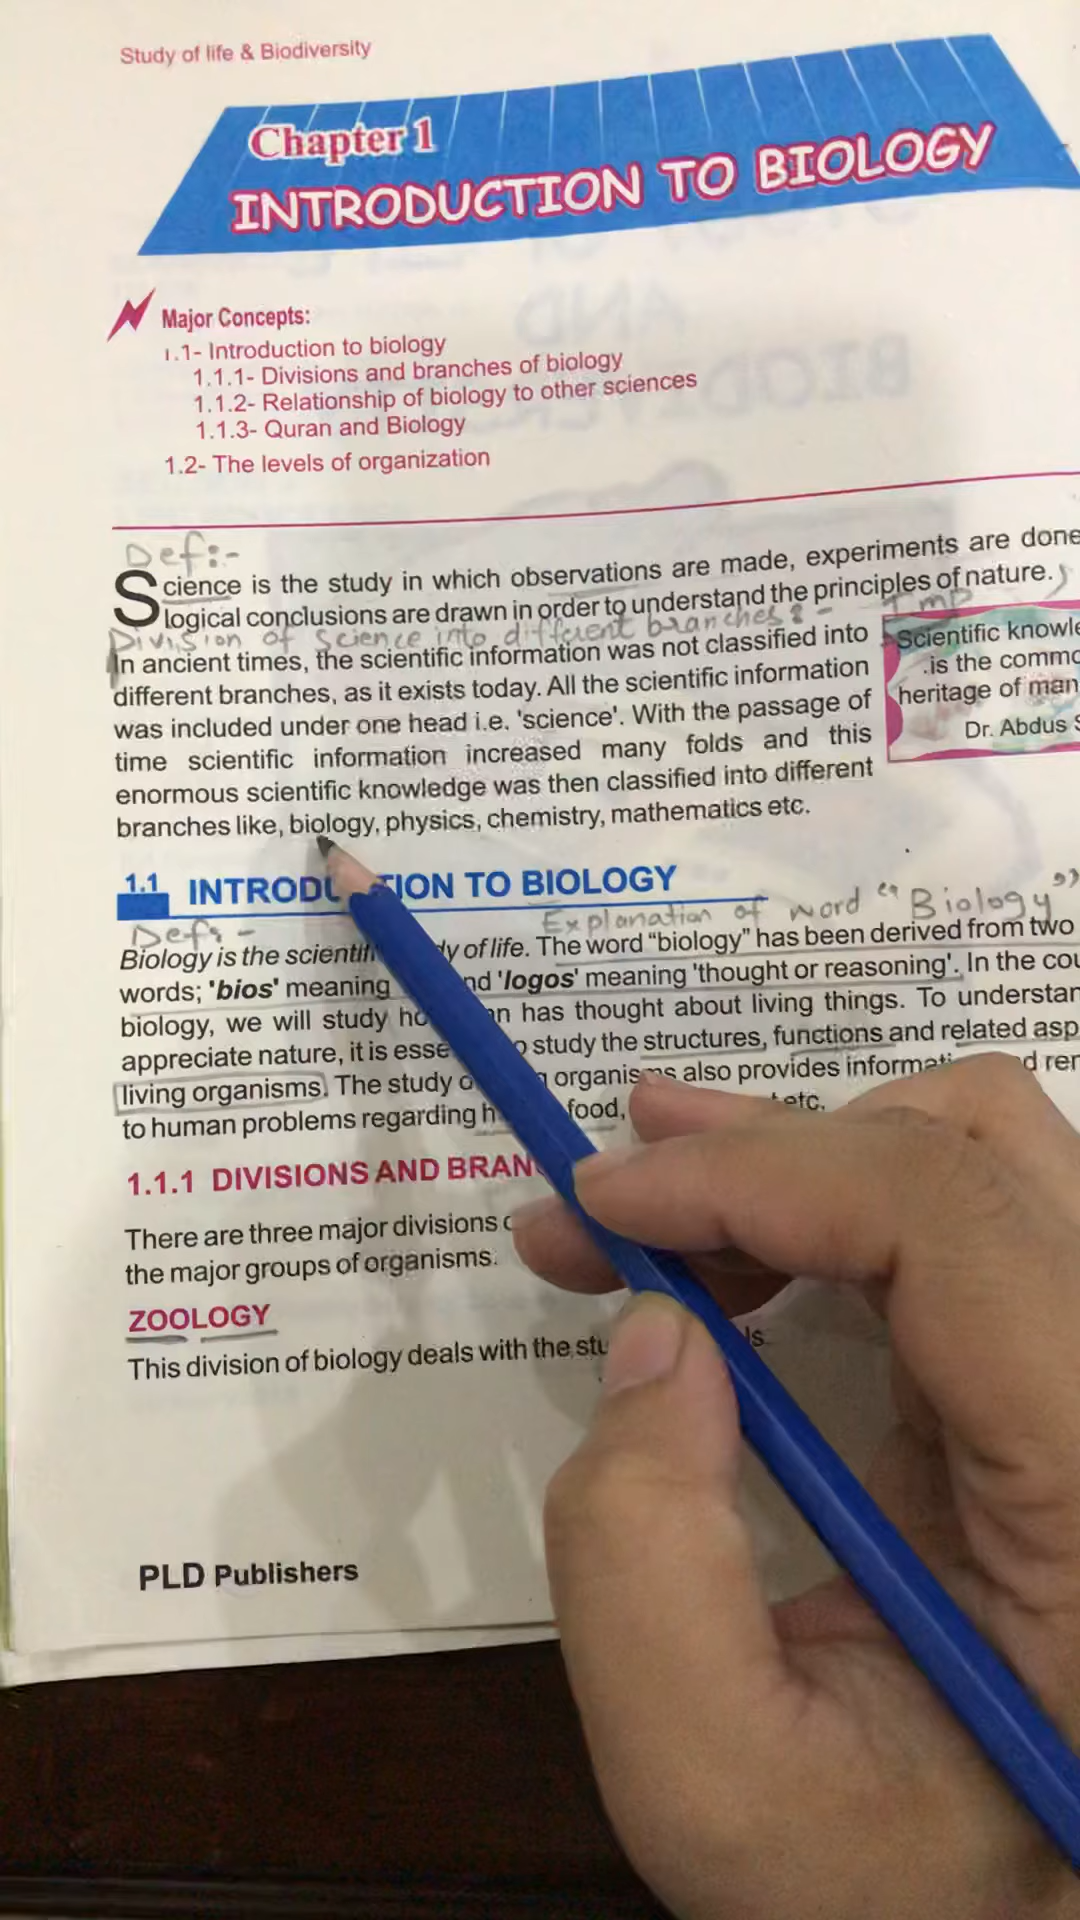 Study of life & Biodiversity
Chapter 1
INTRODUCTION TO BIOLOGY
Major Concepts:
1.1- Introduction to biology
1.1.1- Divisions and branches of biology
1.1.2- Relationship of biology to other sciences
1.1.3- Quran and Biology
1.2- The levels of organization
Def:-
Science is the study in which observations are made, experiments are done
logical conclusions are drawn in order to understand the principles of nature.
Division of Science into different branches:- Imp
In ancient times, the scientific information was not classified into
different branches, as it exists today. All the scientific information
was included under one head i.e. 'science'. With the passage of
time scientific information increased many folds and this
enormous scientific knowledge was then classified into different
branches like, biology, physics, chemistry, mathematics etc.
Scientific knowle
is the commo
heritage of man
Dr. Abdus S
1.1 INTRODUCTION TO BIOLOGY
Explanation of word "Biology"
Def:-
Biology is the scientif dy of life. The word “biology” has been derived from two
words; 'bios' meaning nd 'logos' meaning 'thought or reasoning'. In the cou
biology, we will study ho n has thought about living things. To understan
appreciate nature, it is esse o study the structures, functions and related asp
living organisms. The study o organisms also provides informati d rem
to human problems regarding h food, etc.
1.1.1 DIVISIONS AND BRAN
There are three major divisions o
the major groups of organisms.
ZOOLOGY
This division of biology deals with the stu ls
PLD Publishers